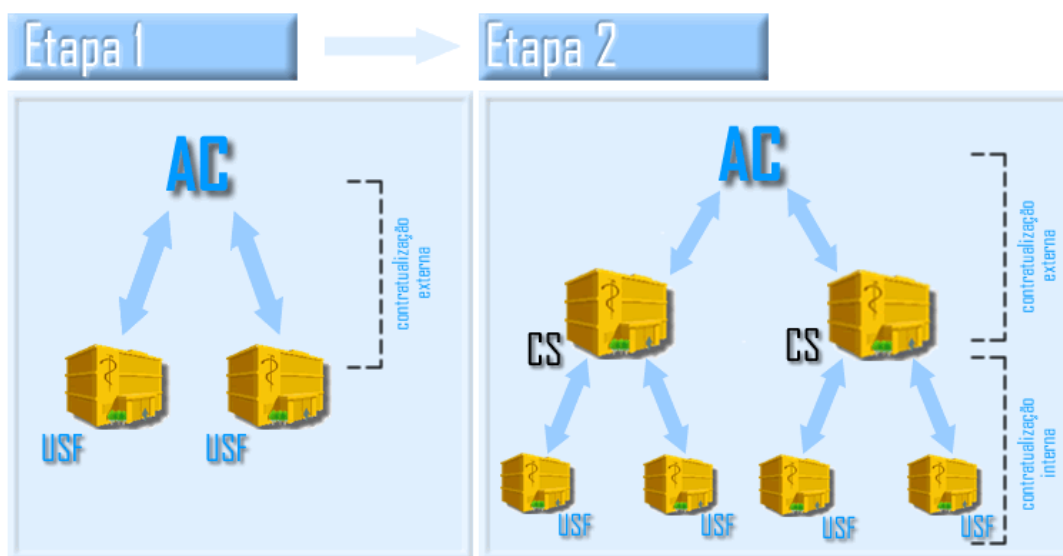 Etapa 1
Etapa 2
AC
contratualização
externa
USF
USF
AC
contratualização
externa
CS
CS
contratualização
interna
USF
USF
USF
USF